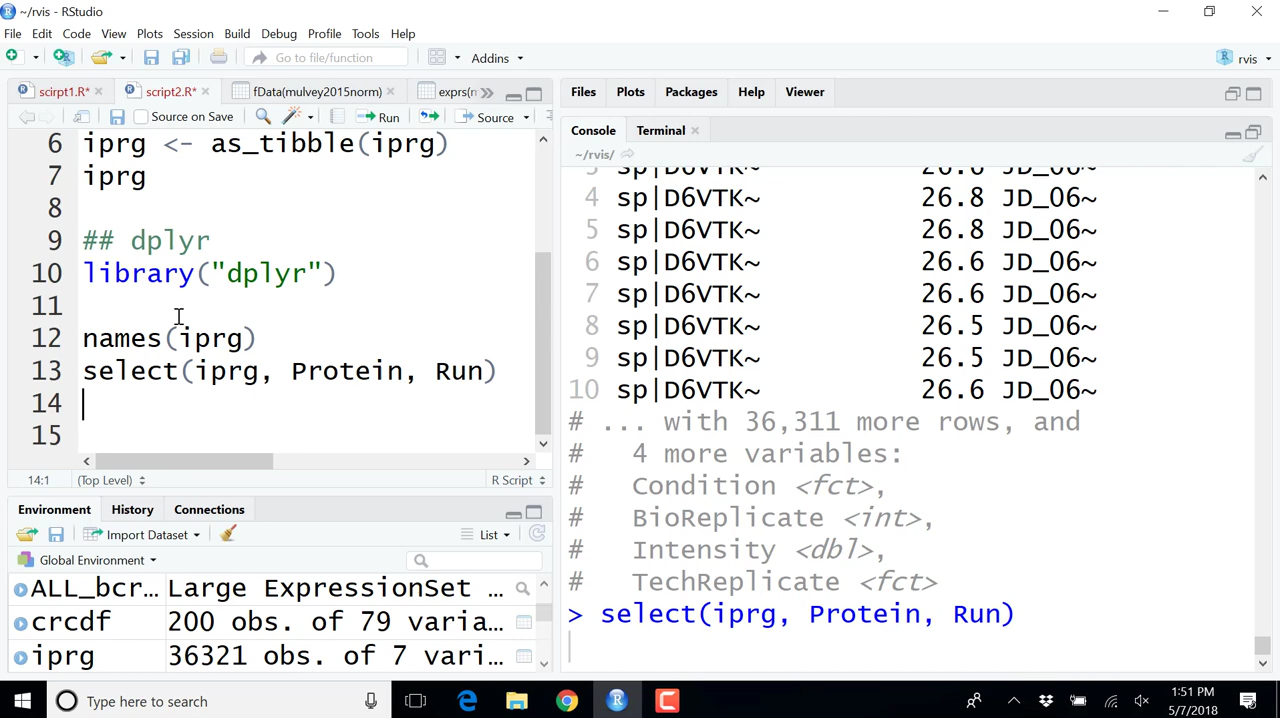 ~/rvis - RStudio
File Edit Code View Plots Session Build Debug Profile Tools Help
Go to file/function Addins rvis
scirpt1.R* script2.R* fData(mulvey2015norm) exprs(n
Source on Save Run Source
6 iprg <- as_tibble(iprg)
7 iprg
8
9 ## dplyr
10 library("dplyr")
11
12 names(iprg)
13 select(iprg, Protein, Run)
14
15
14:1 (Top Level) R Script
Environment History Connections
Import Dataset List
Global Environment
ALL_bcr... Large ExpressionSet ...
crcdf 200 obs. of 79 varia...
iprg 36321 obs. of 7 vari...
Files Plots Packages Help Viewer
Console Terminal
~/rvis/
4 sp|D6VTK~ 26.8 JD_06~
5 sp|D6VTK~ 26.8 JD_06~
6 sp|D6VTK~ 26.6 JD_06~
7 sp|D6VTK~ 26.6 JD_06~
8 sp|D6VTK~ 26.5 JD_06~
9 sp|D6VTK~ 26.5 JD_06~
10 sp|D6VTK~ 26.6 JD_06~
# ... with 36,311 more rows, and
# 4 more variables:
# Condition <fct>,
# BioReplicate <int>,
# Intensity <dbl>,
# TechReplicate <fct>
> select(iprg, Protein, Run)
Type here to search
1:51 PM
5/7/2018